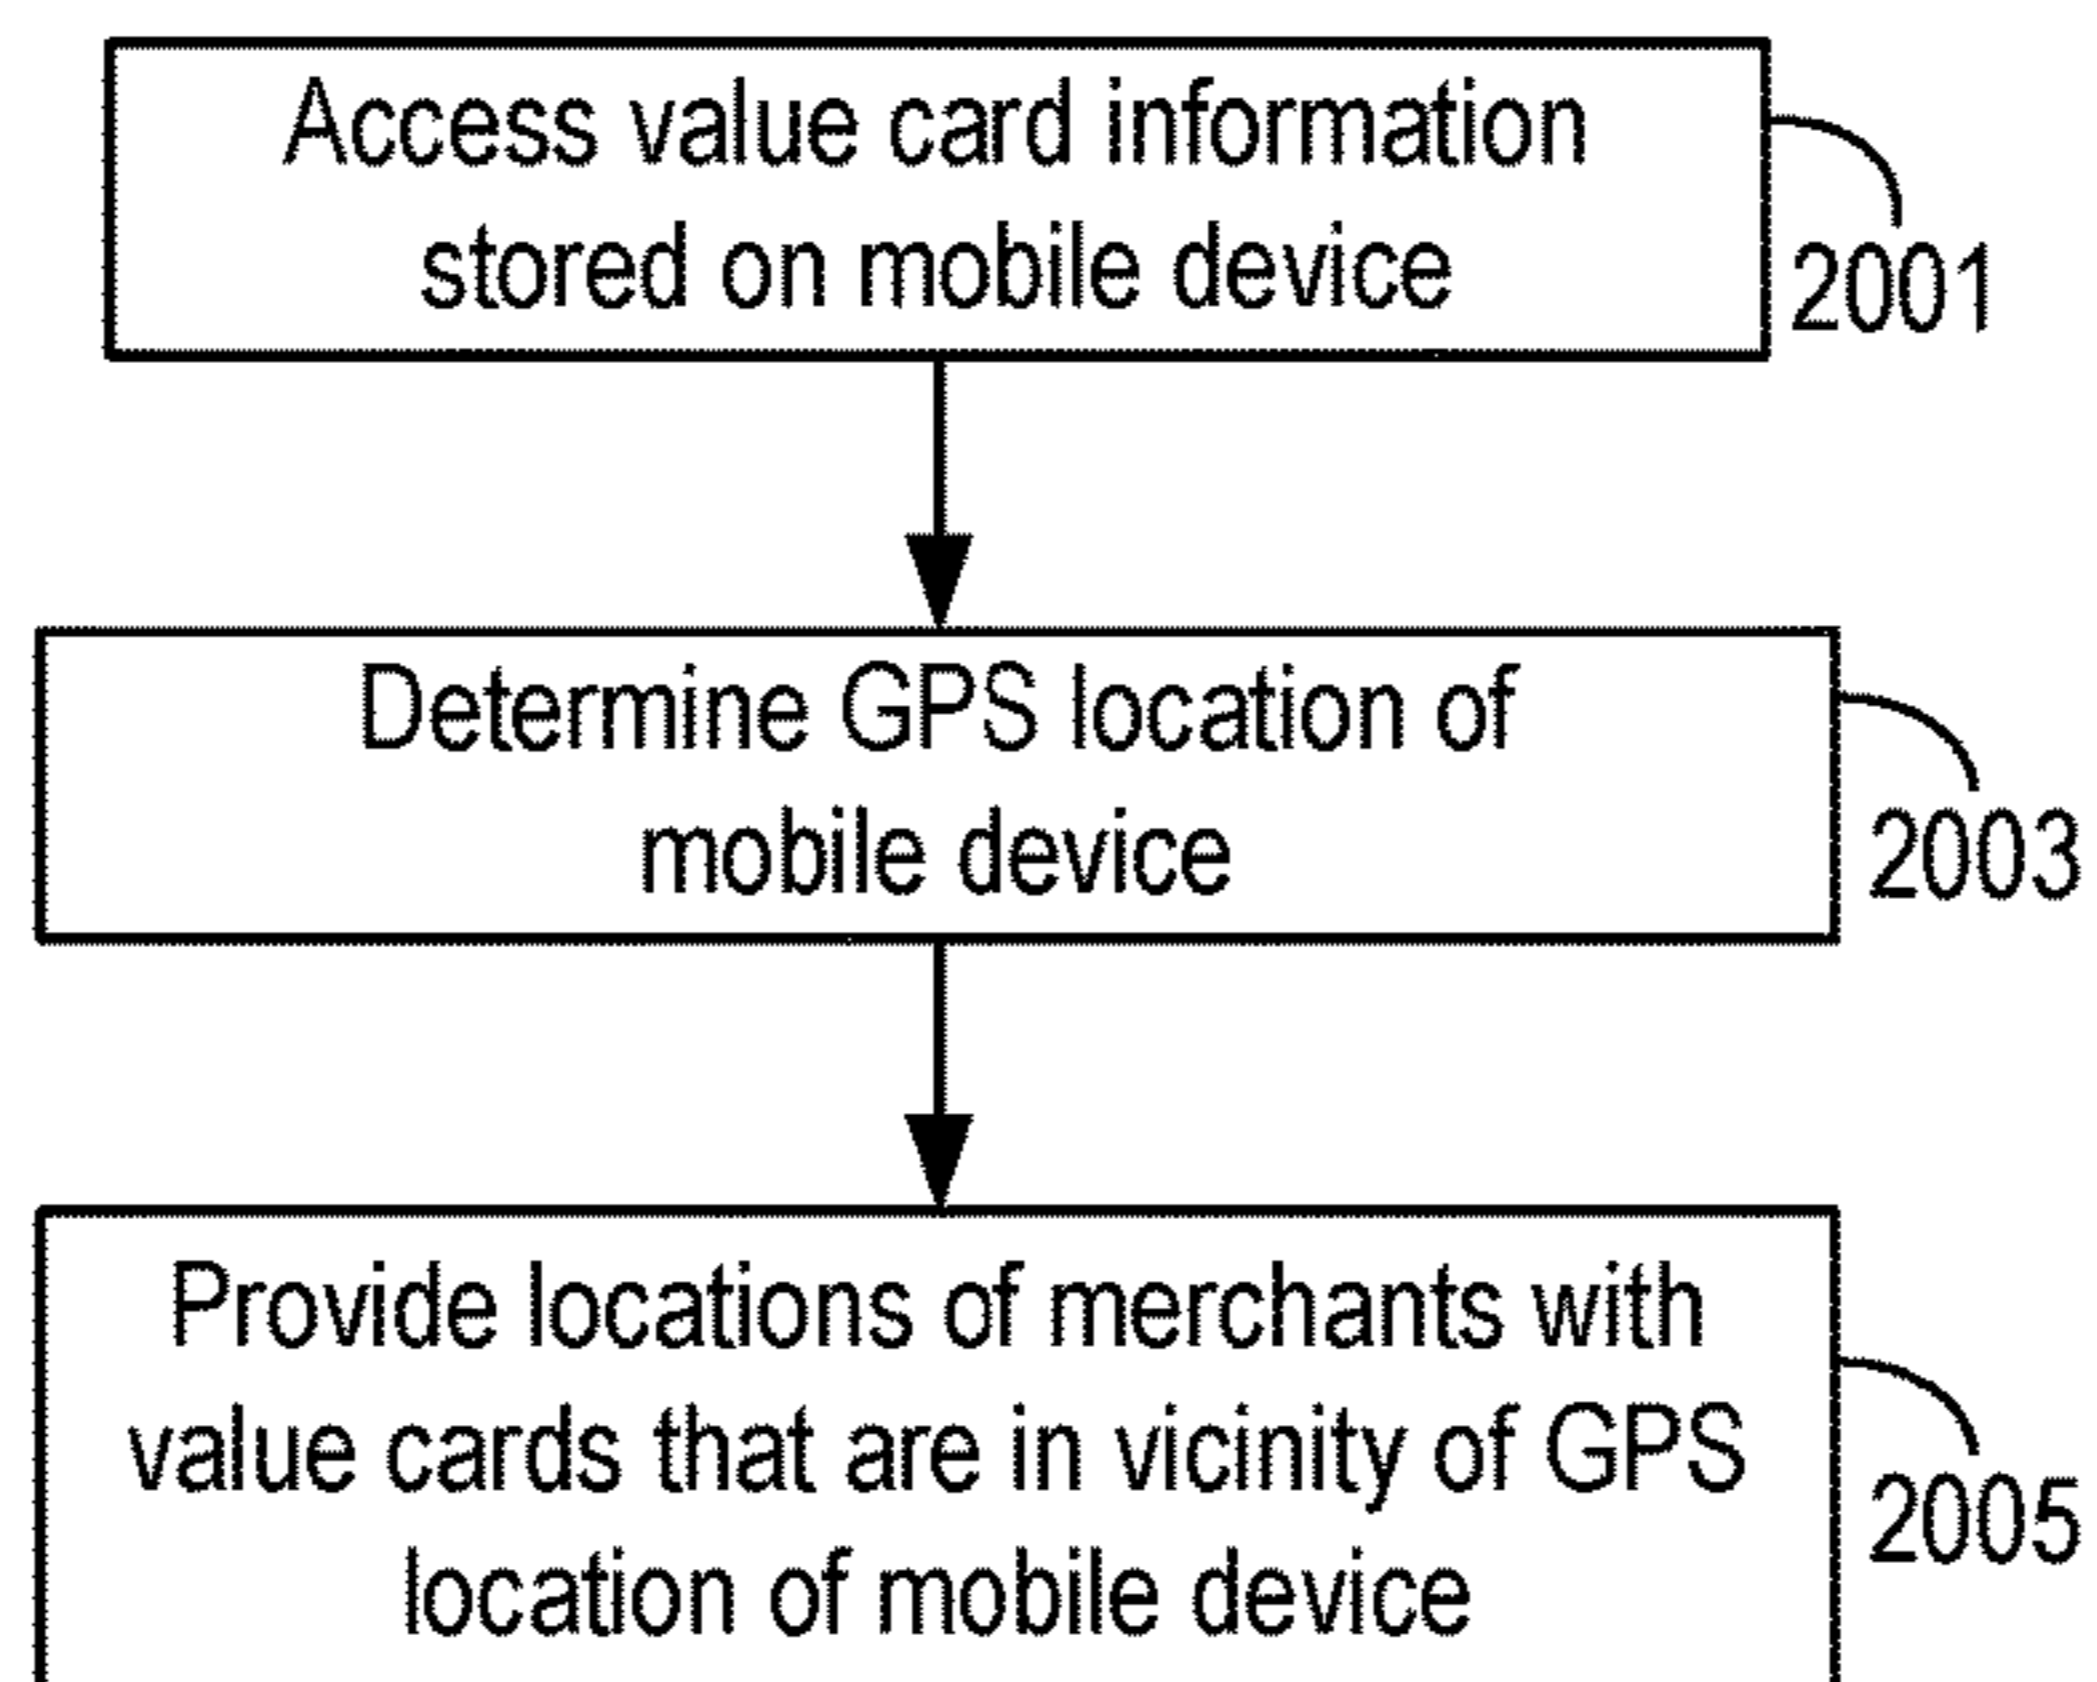 Access value card information
stored on mobile device
2001
Determine GPS location of
mobile device
2003
Provide locations of merchants with
value cards that are in vicinity of GPS
location of mobile device
2005